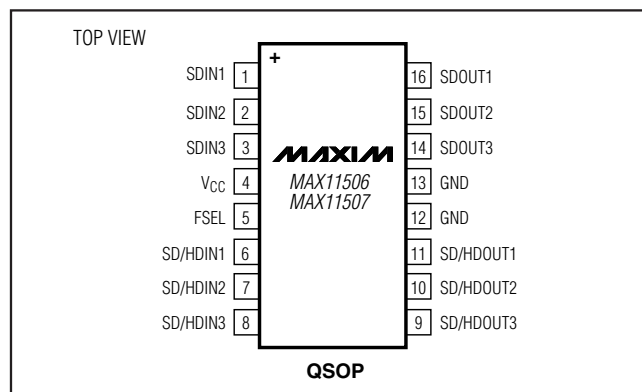 TOP VIEW
+
SDIN1 1
16 SDOUT1
SDIN2 2
15 SDOUT2
SDIN3 3
14 SDOUT3
MAXIM
VCC 4
MAX11506
13 GND
MAX11507
FSEL 5
12 GND
SD/HDIN1 6
11 SD/HDOUT1
SD/HDIN2 7
10 SD/HDOUT2
SD/HDIN3 8
9 SD/HDOUT3
QSOP